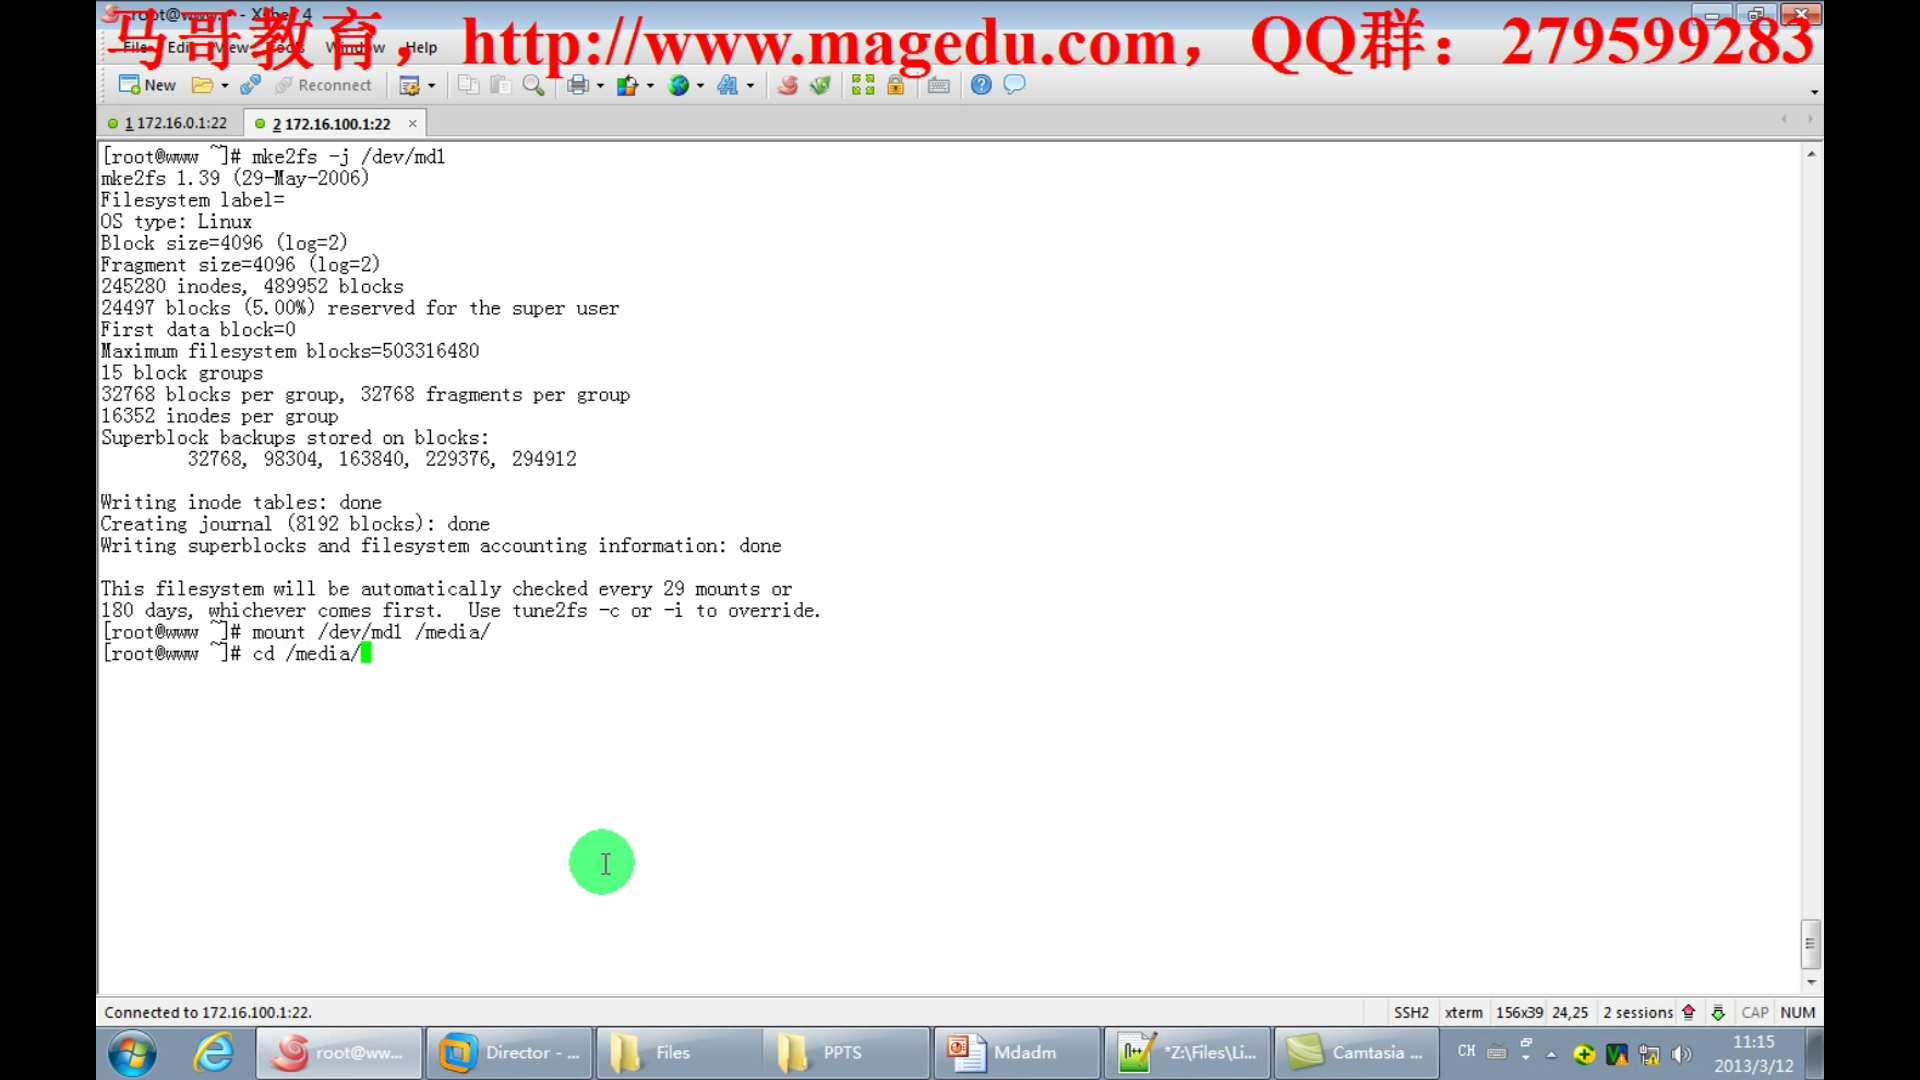 root@www:~ - Xshell 4
马哥教育，http://www.magedu.com，QQ群：279599283
File Edit View Tools Window Help
New Reconnect
1 172.16.0.1:22 2 172.16.100.1:22
[root@www ~]# mke2fs -j /dev/md1
mke2fs 1.39 (29-May-2006)
Filesystem label=
OS type: Linux
Block size=4096 (log=2)
Fragment size=4096 (log=2)
245280 inodes, 489952 blocks
24497 blocks (5.00%) reserved for the super user
First data block=0
Maximum filesystem blocks=503316480
15 block groups
32768 blocks per group, 32768 fragments per group
16352 inodes per group
Superblock backups stored on blocks:
32768, 98304, 163840, 229376, 294912
Writing inode tables: done
Creating journal (8192 blocks): done
Writing superblocks and filesystem accounting information: done
This filesystem will be automatically checked every 29 mounts or
180 days, whichever comes first.  Use tune2fs -c or -i to override.
[root@www ~]# mount /dev/md1 /media/
[root@www ~]# cd /media/
Connected to 172.16.100.1:22.
SSH2 xterm 156x39 24,25 2 sessions CAP NUM
root@ww... Director - ... Files PPTS Mdadm *Z:\Files\Li... Camtasia ... CH 11:15
2013/3/12